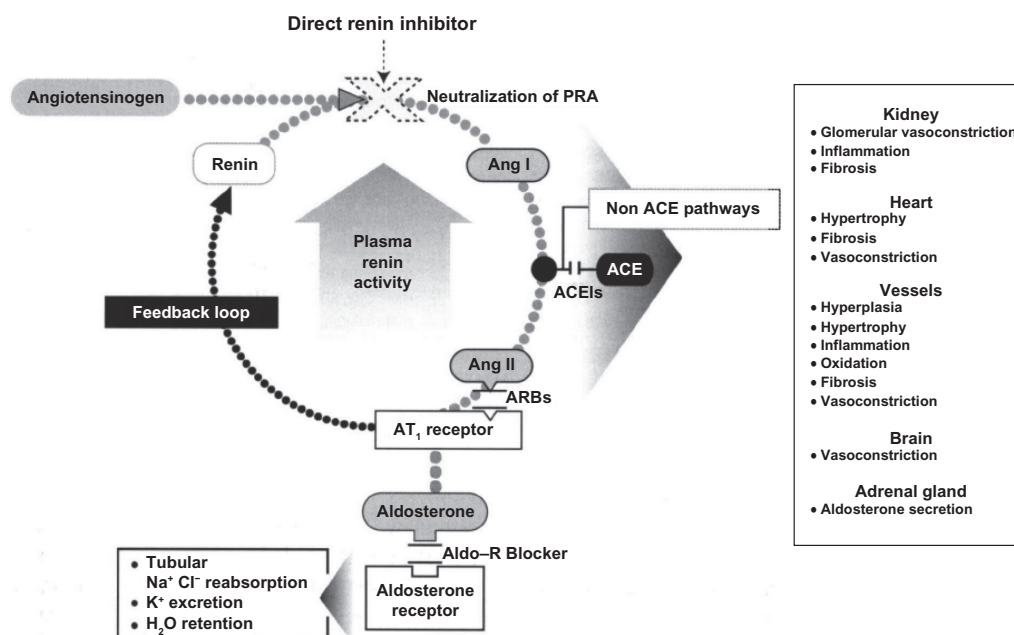 Direct renin inhibitor
Angiotensinogen
Neutralization of PRA
Renin
Ang I
Non ACE pathways
Plasma
renin
activity
ACE
ACEIs
Feedback loop
Ang II
ARBs
AT₁ receptor
Aldosterone
Aldo–R Blocker
Aldosterone
receptor
• Tubular
Na⁺ Cl⁻ reabsorption
• K⁺ excretion
• H₂O retention
Kidney
• Glomerular vasoconstriction
• Inflammation
• Fibrosis
Heart
• Hypertrophy
• Fibrosis
• Vasoconstriction
Vessels
• Hyperplasia
• Hypertrophy
• Inflammation
• Oxidation
• Fibrosis
• Vasoconstriction
Brain
• Vasoconstriction
Adrenal gland
• Aldosterone secretion